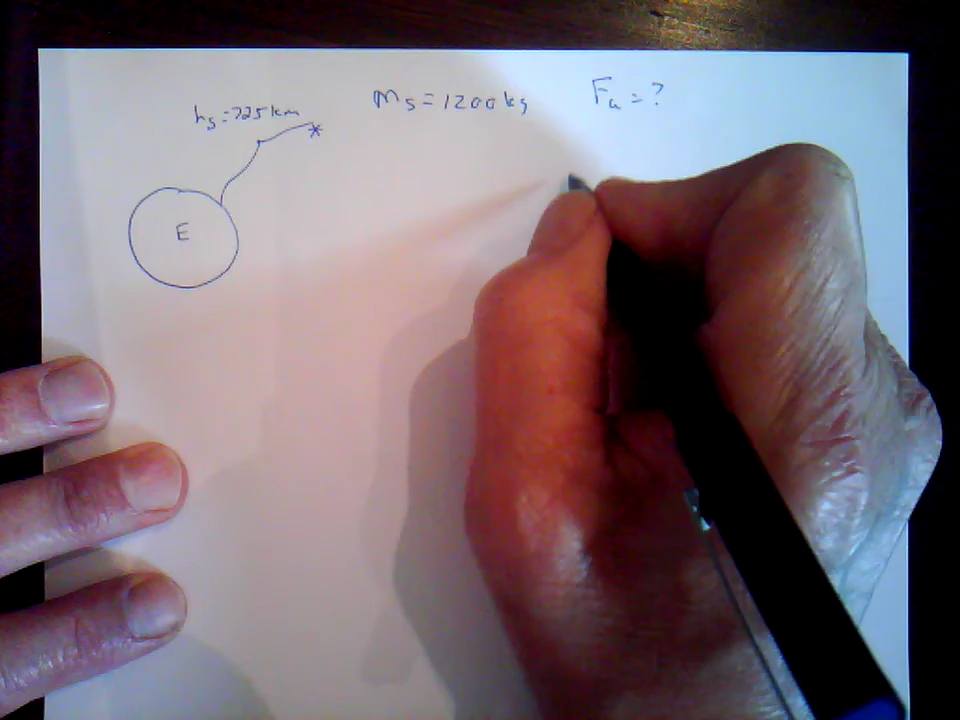 h_s = 725 km
m_s = 1200 kg
F_G = ?
E